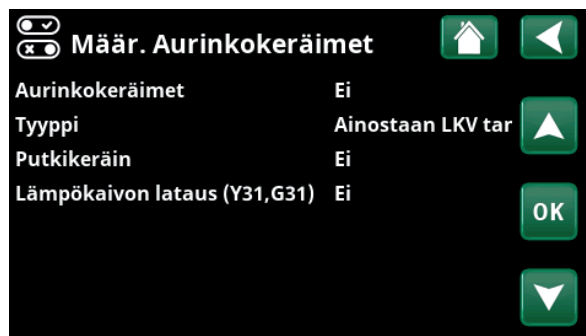 Määr. Aurinkokeräimet
Aurinkokeräimet Ei
Tyyppi Ainostaan LKV tar
Putkikeräin Ei
Lämpökaivon lataus (Y31,G31) Ei
OK